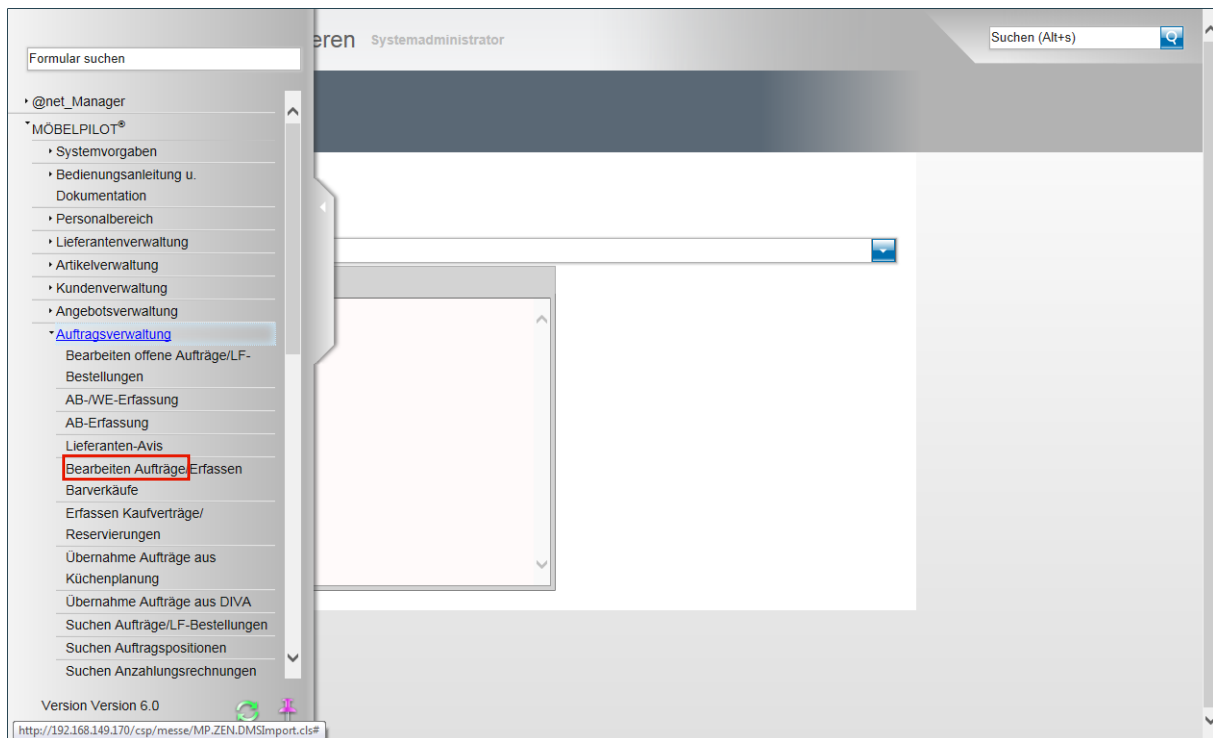 eren Systemadministrator
Suchen (Alt+s)
Formular suchen
@net_Manager
MÖBELPILOT®
Systemvorgaben
Bedienungsanleitung u.
Dokumentation
Personalbereich
Lieferantenverwaltung
Artikelverwaltung
Kundenverwaltung
Angebotsverwaltung
Auftragsverwaltung
Bearbeiten offene Aufträge/LF-
Bestellungen
AB-/WE-Erfassung
AB-Erfassung
Lieferanten-Avis
Bearbeiten Aufträge/Erfassen
Barverkäufe
Erfassen Kaufverträge/
Reservierungen
Übernahme Aufträge aus
Küchenplanung
Übernahme Aufträge aus DIVA
Suchen Aufträge/LF-Bestellungen
Suchen Auftragspositionen
Suchen Anzahlungsrechnungen
Version Version 6.0
http://192.168.149.170/csp/messe/MP.ZEN.DMSImport.cls#